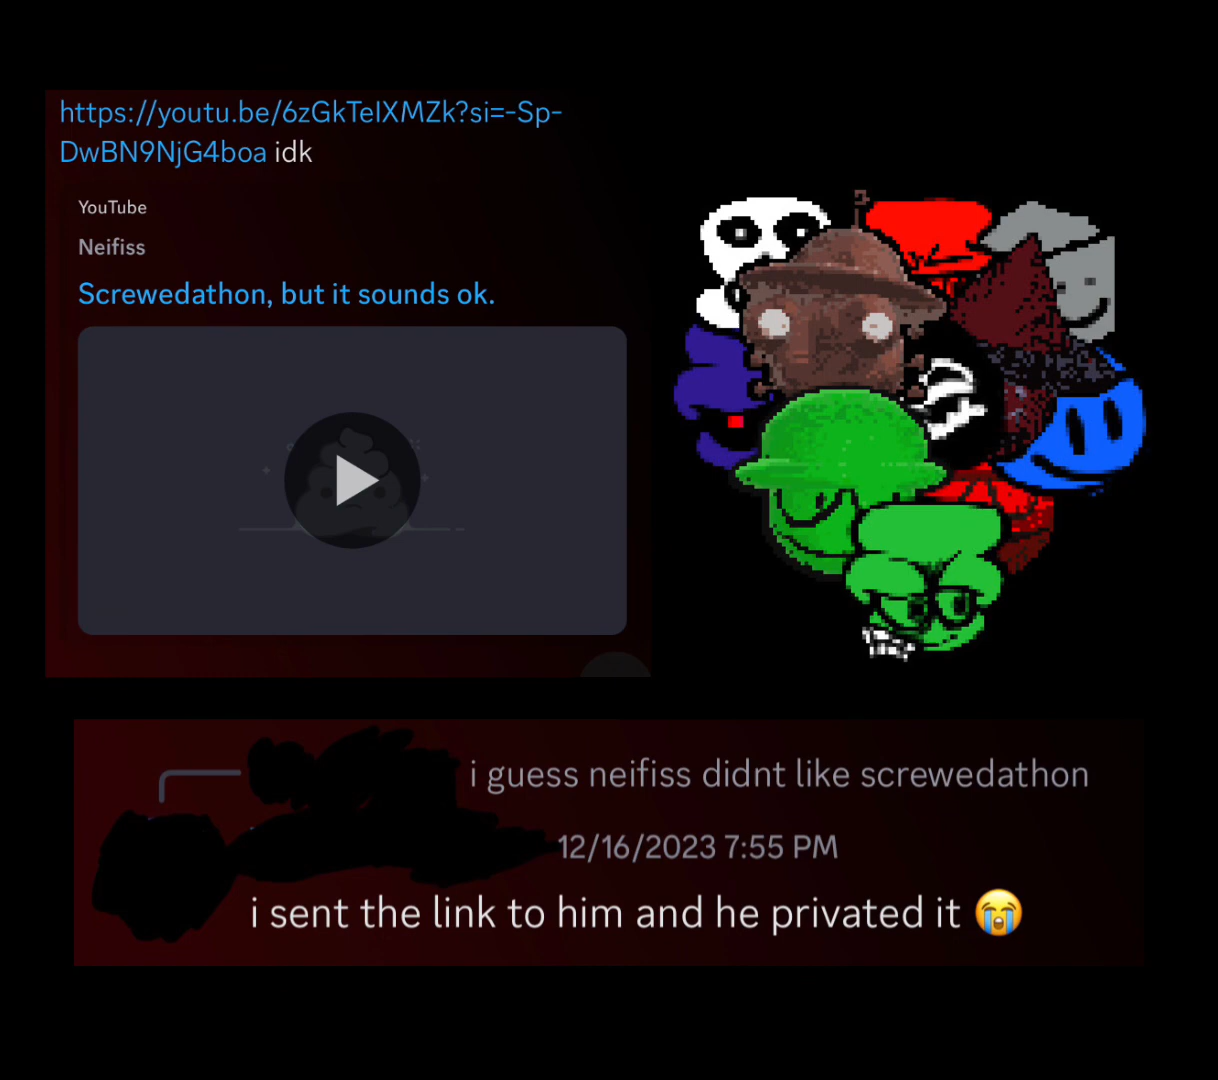 https://youtu.be/6zGkTeIXMZk?si=-Sp-
DwBN9NjG4boa idk
YouTube
Neifiss
Screwedathon, but it sounds ok.
i guess neifiss didnt like screwedathon
12/16/2023 7:55 PM
i sent the link to him and he privated it 😭